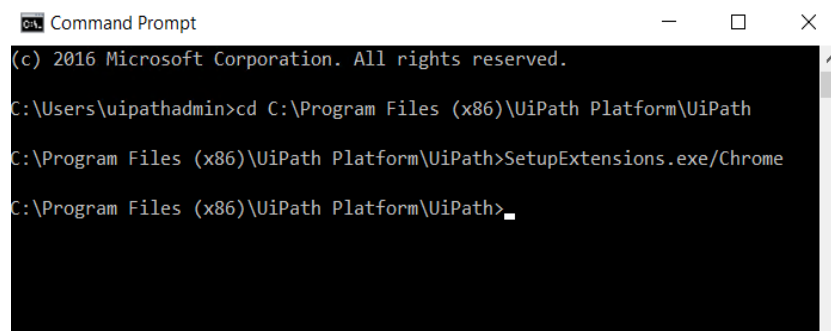 Command Prompt
(c) 2016 Microsoft Corporation. All rights reserved.
C:\Users\uipathadmin>cd C:\Program Files (x86)\UiPath Platform\UiPath
C:\Program Files (x86)\UiPath Platform\UiPath>SetupExtensions.exe/Chrome
C:\Program Files (x86)\UiPath Platform\UiPath>